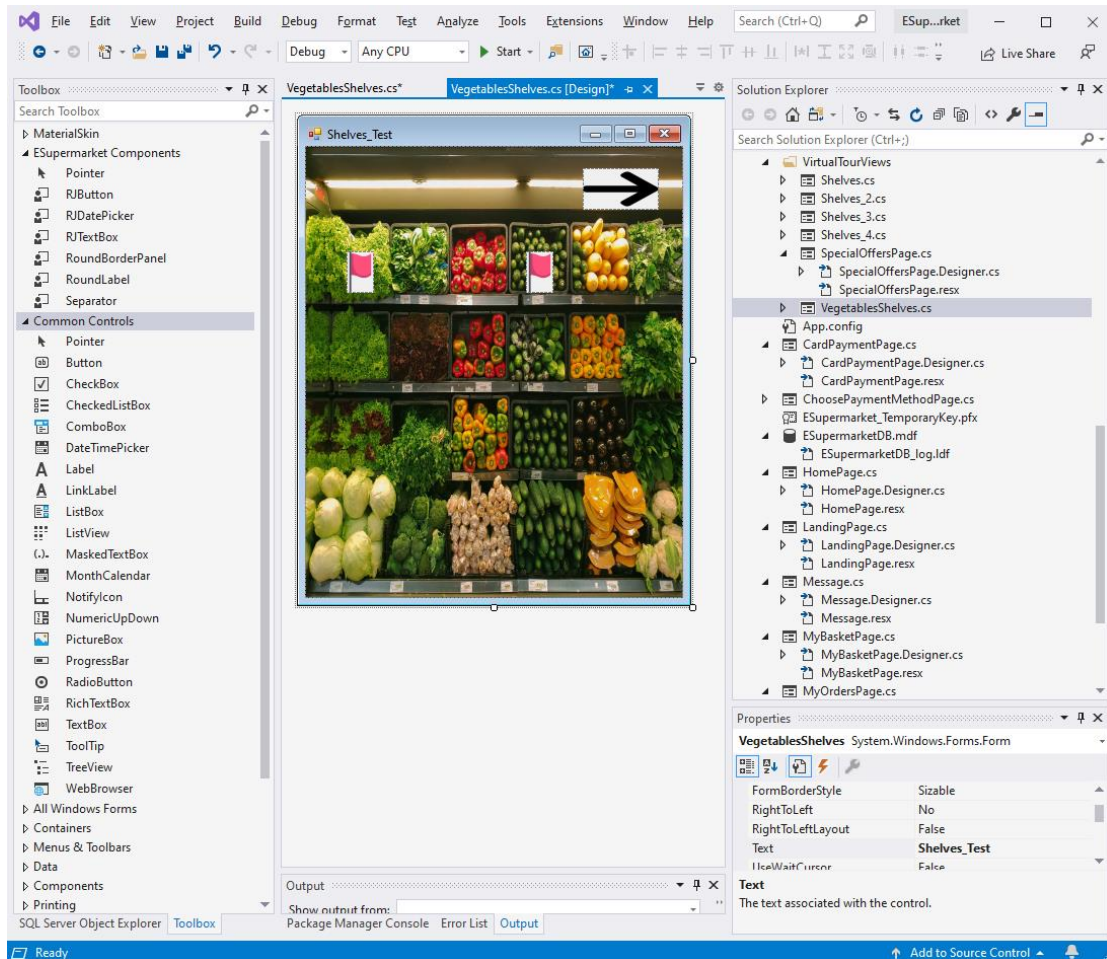 File Edit View Project Build Debug Format Test Analyze Tools Extensions Window Help Search (Ctrl+Q) ESup...rket
Debug Any CPU Start Live Share
Toolbox
Search Toolbox
MaterialSkin
ESupermarket Components
Pointer
RJButton
RJDatePicker
RJTextBox
RoundBorderPanel
RoundLabel
Separator
Common Controls
Pointer
Button
CheckBox
CheckedListBox
ComboBox
DateTimePicker
Label
LinkLabel
ListBox
ListView
MaskedTextBox
MonthCalendar
NotifyIcon
NumericUpDown
PictureBox
ProgressBar
RadioButton
RichTextBox
TextBox
ToolTip
TreeView
WebBrowser
All Windows Forms
Containers
Menus & Toolbars
Data
Components
Printing
SQL Server Object Explorer Toolbox
VegetablesShelves.cs* VegetablesShelves.cs [Design]*
Shelves_Test
Output
Show output from:
Package Manager Console Error List Output
Solution Explorer
Search Solution Explorer (Ctrl+;)
VirtualTourViews
Shelves.cs
Shelves_2.cs
Shelves_3.cs
Shelves_4.cs
SpecialOffersPage.cs
SpecialOffersPage.Designer.cs
SpecialOffersPage.resx
VegetablesShelves.cs
App.config
CardPaymentPage.cs
CardPaymentPage.Designer.cs
CardPaymentPage.resx
ChoosePaymentMethodPage.cs
ESupermarket_TemporaryKey.pfx
ESupermarketDB.mdf
ESupermarketDB_log.ldf
HomePage.cs
HomePage.Designer.cs
HomePage.resx
LandingPage.cs
LandingPage.Designer.cs
LandingPage.resx
Message.cs
Message.Designer.cs
Message.resx
MyBasketPage.cs
MyBasketPage.Designer.cs
MyBasketPage.resx
MyOrdersPage.cs
Properties
VegetablesShelves System.Windows.Forms.Form
FormBorderStyle Sizable
RightToLeft No
RightToLeftLayout False
Text Shelves_Test
UseWaitCursor False
Text
The text associated with the control.
Ready Add to Source Control